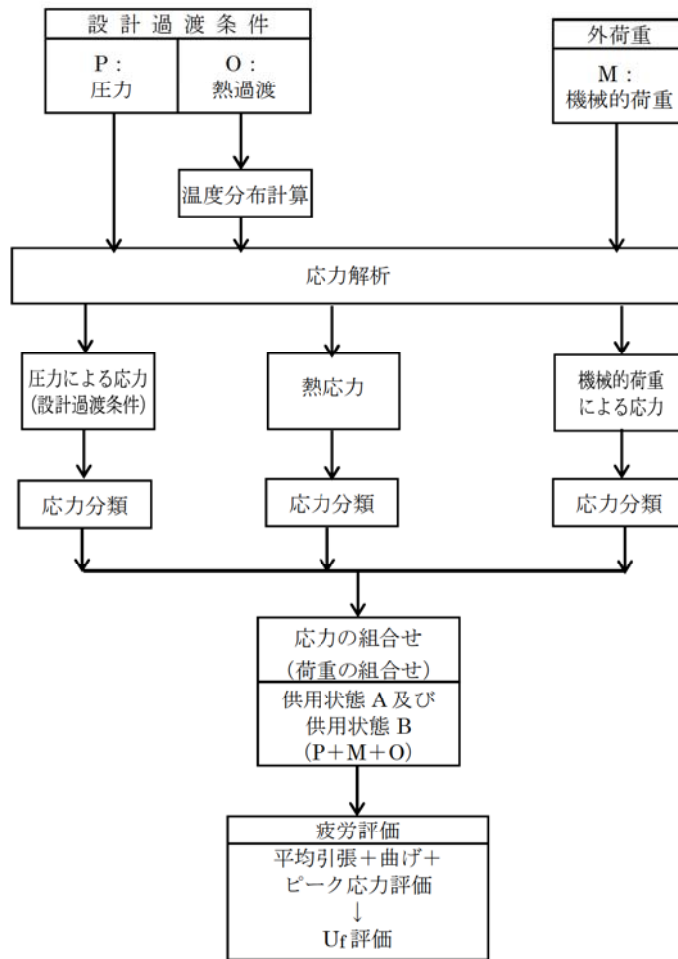 設計過渡条件
P：
圧力
O：
熱過渡
外荷重
M：
機械的荷重
温度分布計算
応力解析
圧力による応力
(設計過渡条件)
熱応力
機械的荷重
による応力
応力分類
応力分類
応力分類
応力の組合せ
(荷重の組合せ)
供用状態 A 及び
供用状態 B
(P＋M＋O)
疲労評価
平均引張＋曲げ＋
ピーク応力評価
↓
Uf 評価